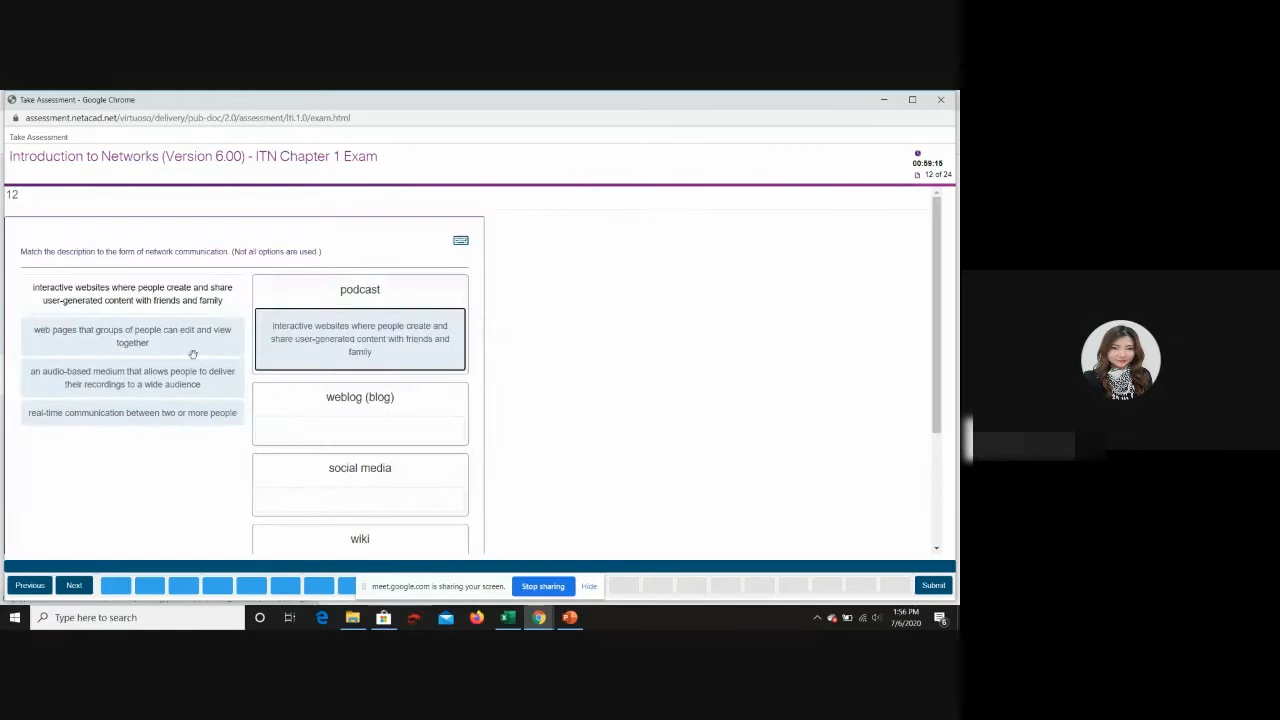 Take Assessment - Google Chrome
assessment.netacad.net/virtuoso/delivery/pub-doc/2.0/assessment/lti.1.0/exam.html
Take Assessment
Introduction to Networks (Version 6.00) - ITN Chapter 1 Exam
00:59:15
12 of 24
12
Match the description to the form of network communication. (Not all options are used.)
interactive websites where people create and share
user-generated content with friends and family
web pages that groups of people can edit and view
together
an audio-based medium that allows people to deliver
their recordings to a wide audience
real-time communication between two or more people
podcast
interactive websites where people create and
share user-generated content with friends and
family
weblog (blog)
social media
wiki
Previous
Next
meet.google.com is sharing your screen.
Stop sharing
Hide
Submit
Type here to search
1:56 PM
7/6/2020
6